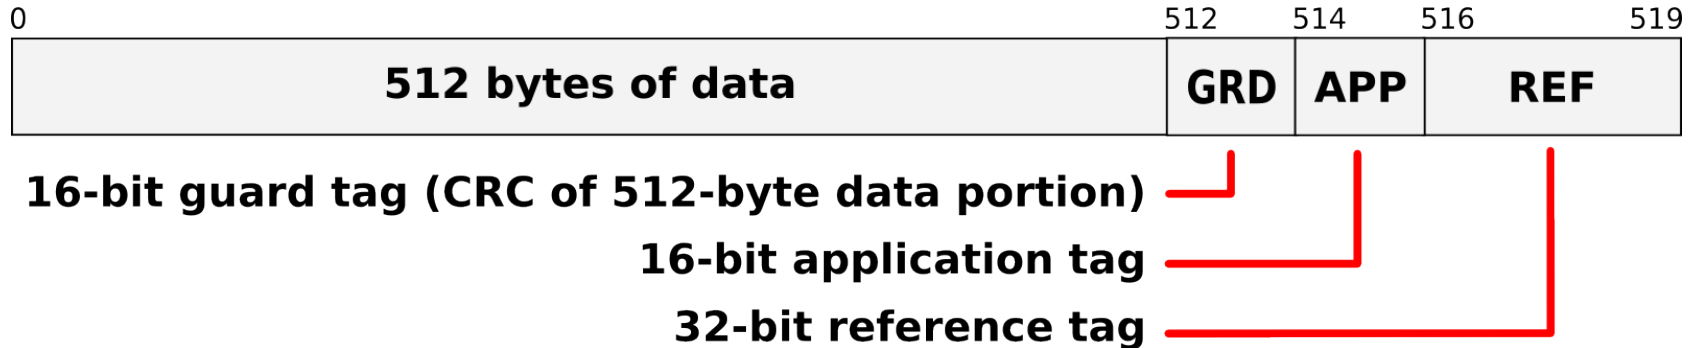 0 512 514 516 519
512 bytes of data GRD APP REF
16-bit guard tag (CRC of 512-byte data portion)
16-bit application tag
32-bit reference tag